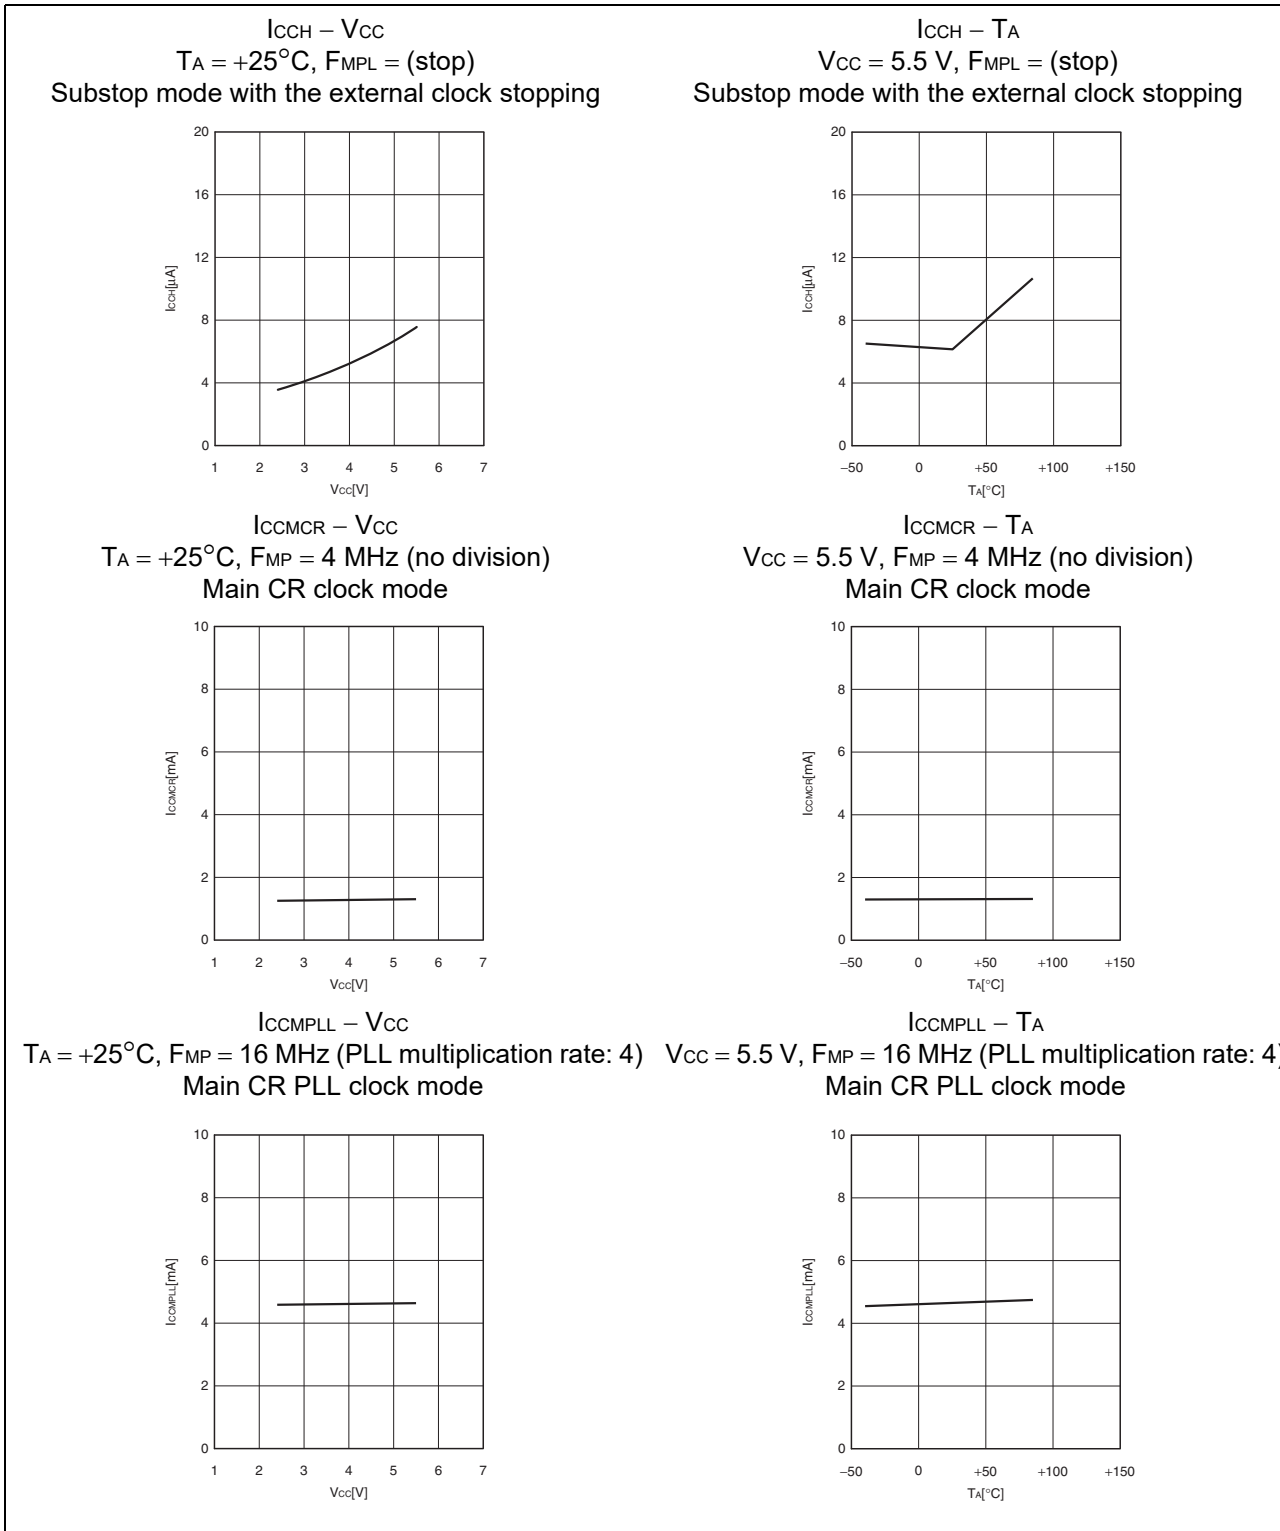 ICCH − VCC
TA = +25°C, FMPL = (stop)
Substop mode with the external clock stopping
20
16
12
8
4
0
ICCH[µA]
1 2 3 4 5 6 7
VCC[V]
ICCH − TA
VCC = 5.5 V, FMPL = (stop)
Substop mode with the external clock stopping
20
16
12
8
4
0
ICCH[µA]
−50 0 +50 +100 +150
TA[°C]
ICCMCR − VCC
TA = +25°C, FMP = 4 MHz (no division)
Main CR clock mode
10
8
6
4
2
0
ICCMCR[mA]
1 2 3 4 5 6 7
VCC[V]
ICCMCR − TA
VCC = 5.5 V, FMP = 4 MHz (no division)
Main CR clock mode
10
8
6
4
2
0
ICCMCR[mA]
−50 0 +50 +100 +150
TA[°C]
ICCMPLL − VCC
TA = +25°C, FMP = 16 MHz (PLL multiplication rate: 4)
Main CR PLL clock mode
10
8
6
4
2
0
ICCMPLL[mA]
1 2 3 4 5 6 7
VCC[V]
ICCMPLL − TA
VCC = 5.5 V, FMP = 16 MHz (PLL multiplication rate: 4)
Main CR PLL clock mode
10
8
6
4
2
0
ICCMPLL[mA]
−50 0 +50 +100 +150
TA[°C]